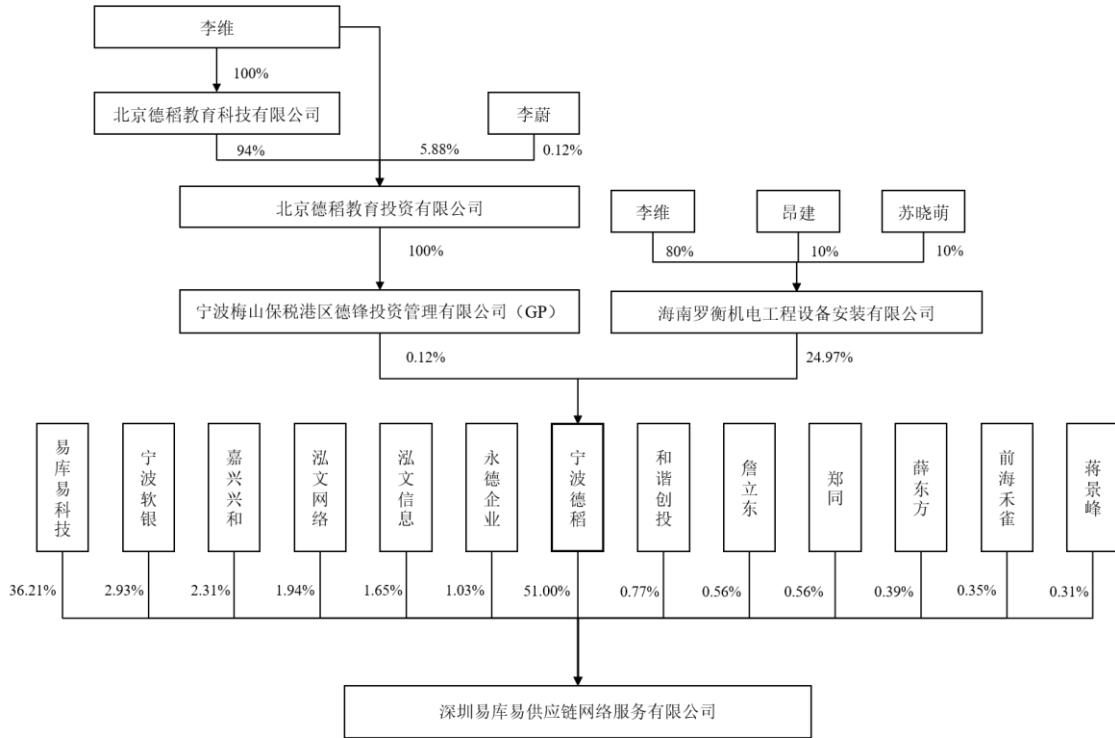 李维
100%
北京德稻教育科技有限公司
李蔚
94%
5.88%
0.12%
北京德稻教育投资有限公司
李维
昂建
苏晓萌
100%
80%
10%
10%
宁波梅山保税港区德锋投资管理有限公司（GP）
海南罗衡机电工程设备安装有限公司
0.12%
24.97%
易库易科技
宁波软银
嘉兴兴和
泓文网络
泓文信息
永德企业
宁波德稻
和谐创投
詹立东
郑同
薛东方
前海禾雀
蒋景峰
36.21%
2.93%
2.31%
1.94%
1.65%
1.03%
51.00%
0.77%
0.56%
0.56%
0.39%
0.35%
0.31%
深圳易库易供应链网络服务有限公司